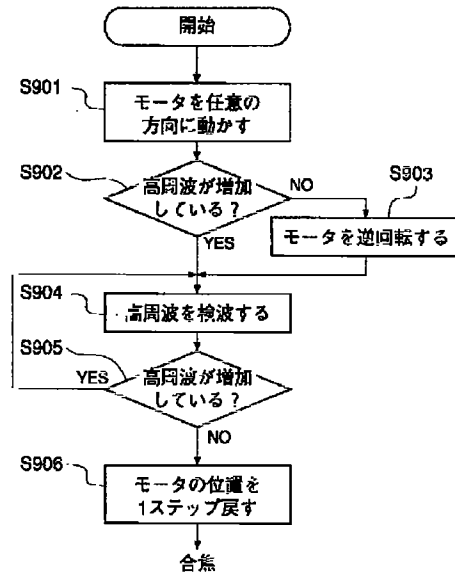 開始
S901
モータを任意の
方向に動かす
S902
高周波が増加
している？
NO
S903
モータを逆回転する
YES
S904
高周波を検波する
S905
YES
高周波が増加
している？
NO
S906
モータの位置を
1ステップ戻す
合焦